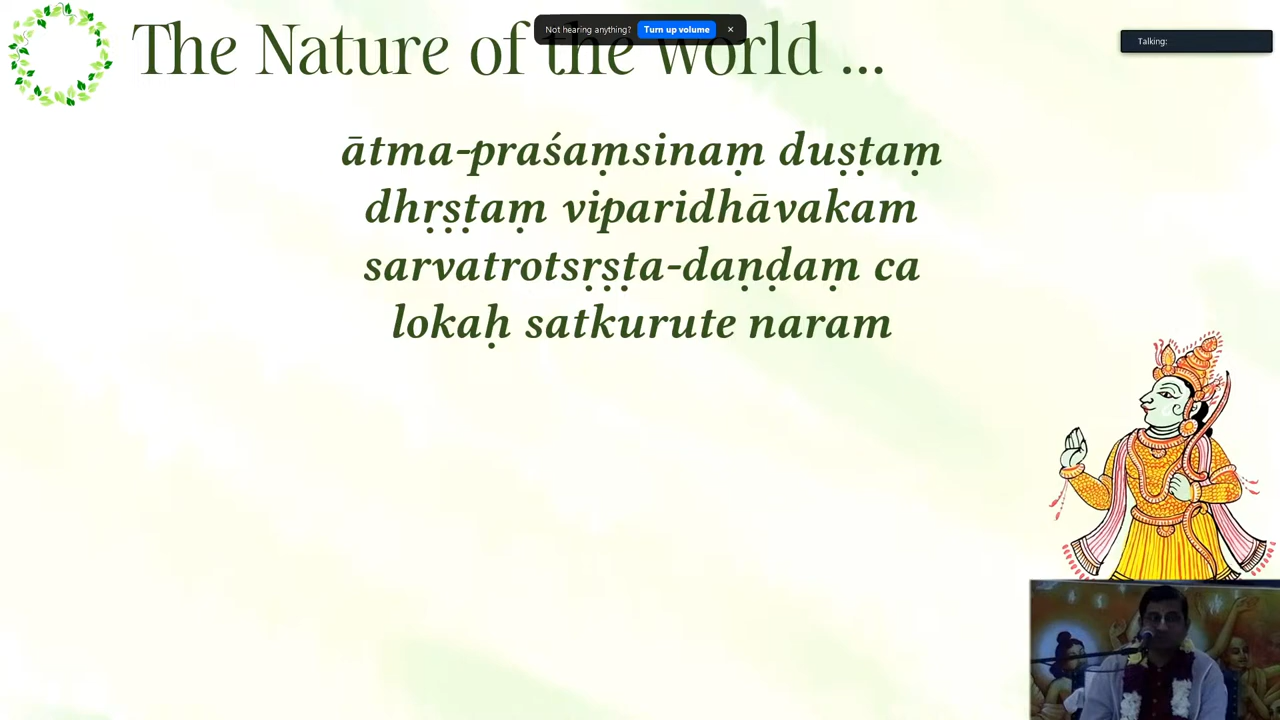 The Nature of the world ...
Not hearing anything? Turn up volume ×
Talking:
ātma-praśaṃsinaṃ duṣṭaṃ
dhṛṣṭaṃ viparidhāvakam
sarvatrotsṛṣṭa-daṇḍaṃ ca
lokaḥ satkurute naram